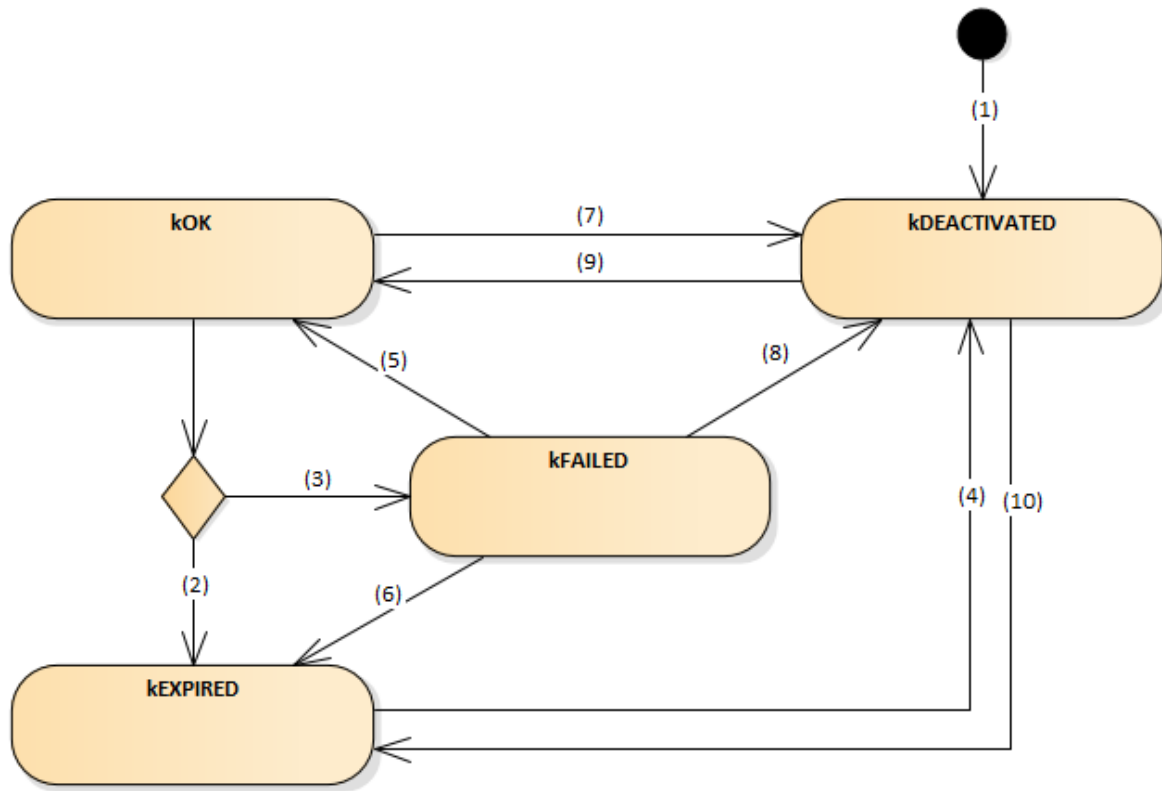 (1)
kOK
(7)
kDEACTIVATED
(9)
(5)
(8)
kFAILED
(3)
(4)
(10)
(2)
(6)
kEXPIRED